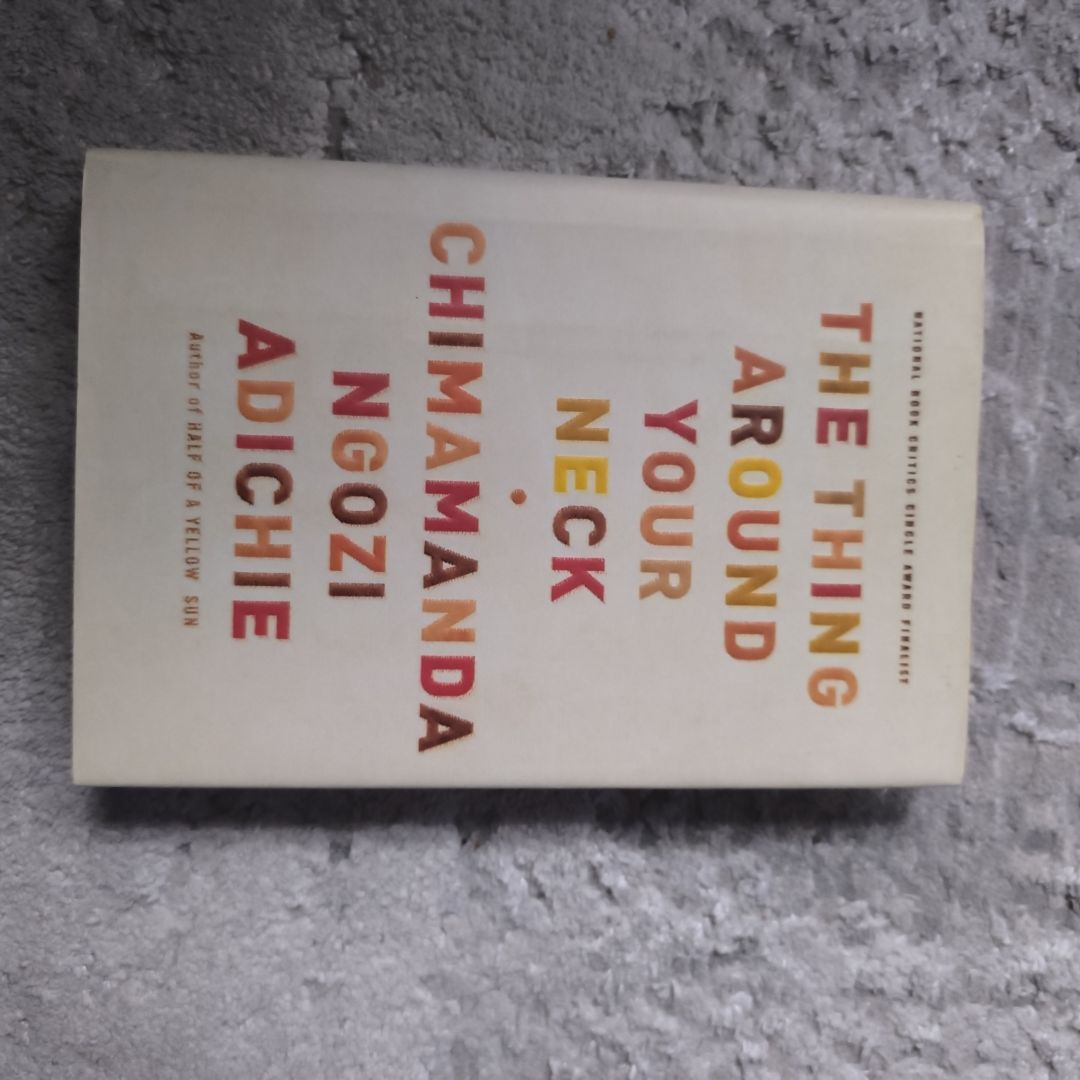 NATIONAL BOOK CRITICS CIRCLE AWARD FINALIST
THE THING
AROUND
YOUR
NECK
CHIMAMANDA
NGOZI
ADICHIE
Author of HALF OF A YELLOW SUN